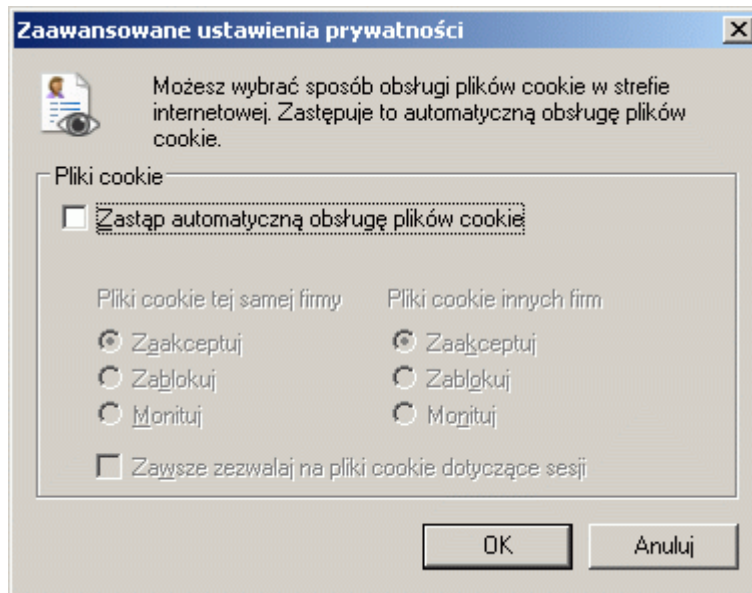 Zaawansowane ustawienia prywatności
Możesz wybrać sposób obsługi plików cookie w strefie
internetowej. Zastępuje to automatyczną obsługę plików
cookie.
Pliki cookie
Zastąp automatyczną obsługę plików cookie
Pliki cookie tej samej firmy Pliki cookie innych firm
Zaakceptuj Zaakceptuj
Zablokuj Zablokuj
Monituj Monituj
Zawsze zezwalaj na pliki cookie dotyczące sesji
OK Anuluj